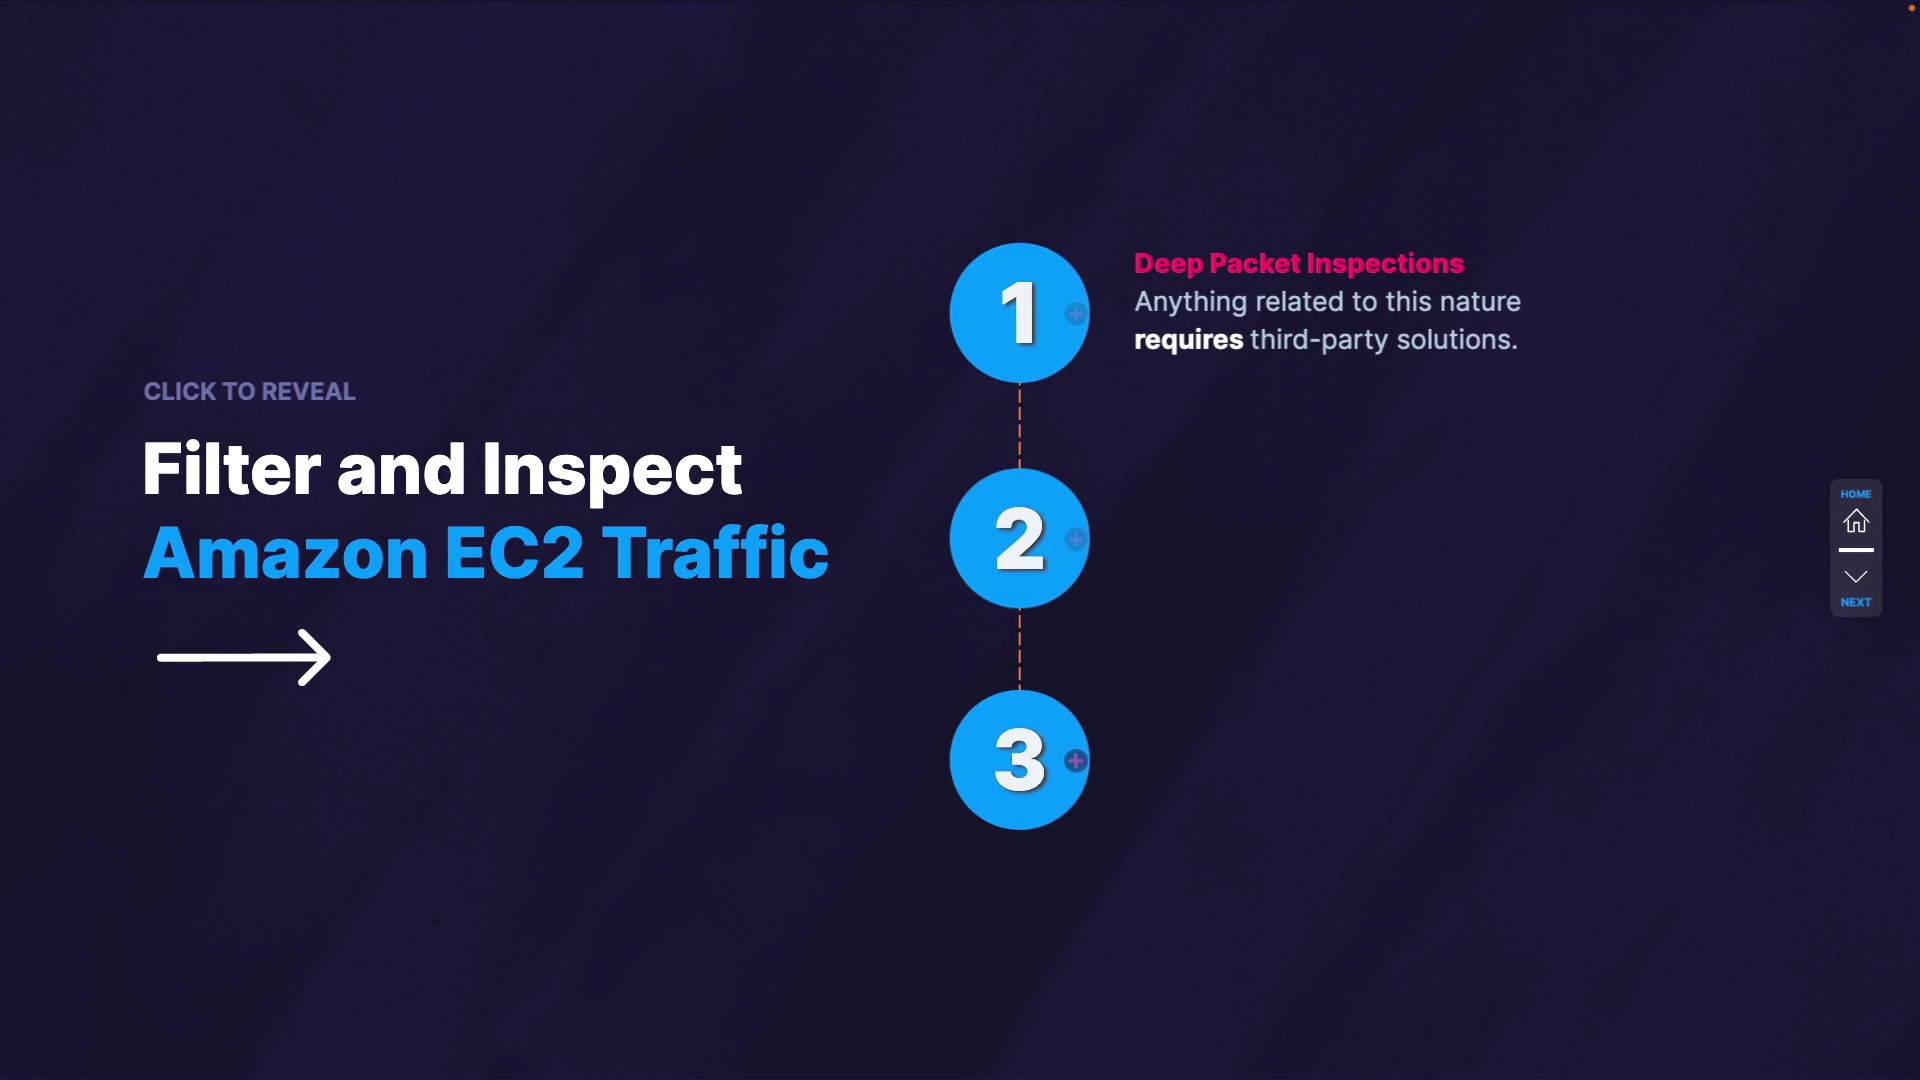 CLICK TO REVEAL
Filter and Inspect
Amazon EC2 Traffic
1
Deep Packet Inspections
Anything related to this nature
requires third-party solutions.
2
3
HOME
NEXT